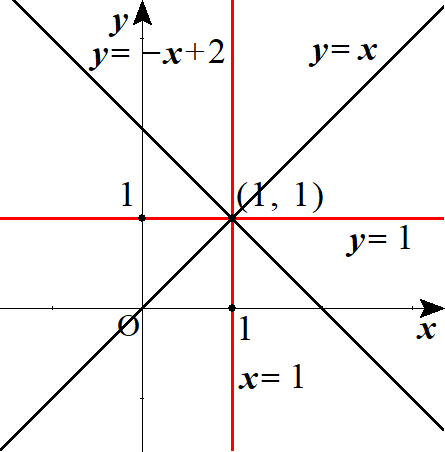 y
y= −x+2
y= x
1
(1, 1)
y= 1
O
1
x
x= 1